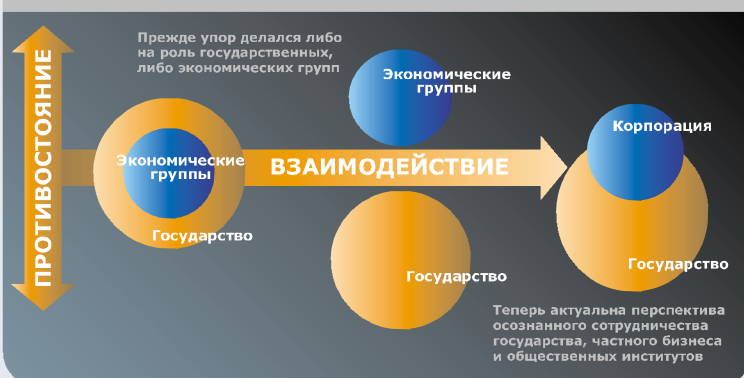 ПРОТИВОСТОЯНИЕ
Прежде упор делался либо
на роль государственных,
либо экономических групп
Экономические
группы
Государство
ВЗАИМОДЕЙСТВИЕ
Экономические
группы
Государство
Корпорация
Государство
Теперь актуальна перспектива
осознанного сотрудничества
государства, частного бизнеса
и общественных институтов